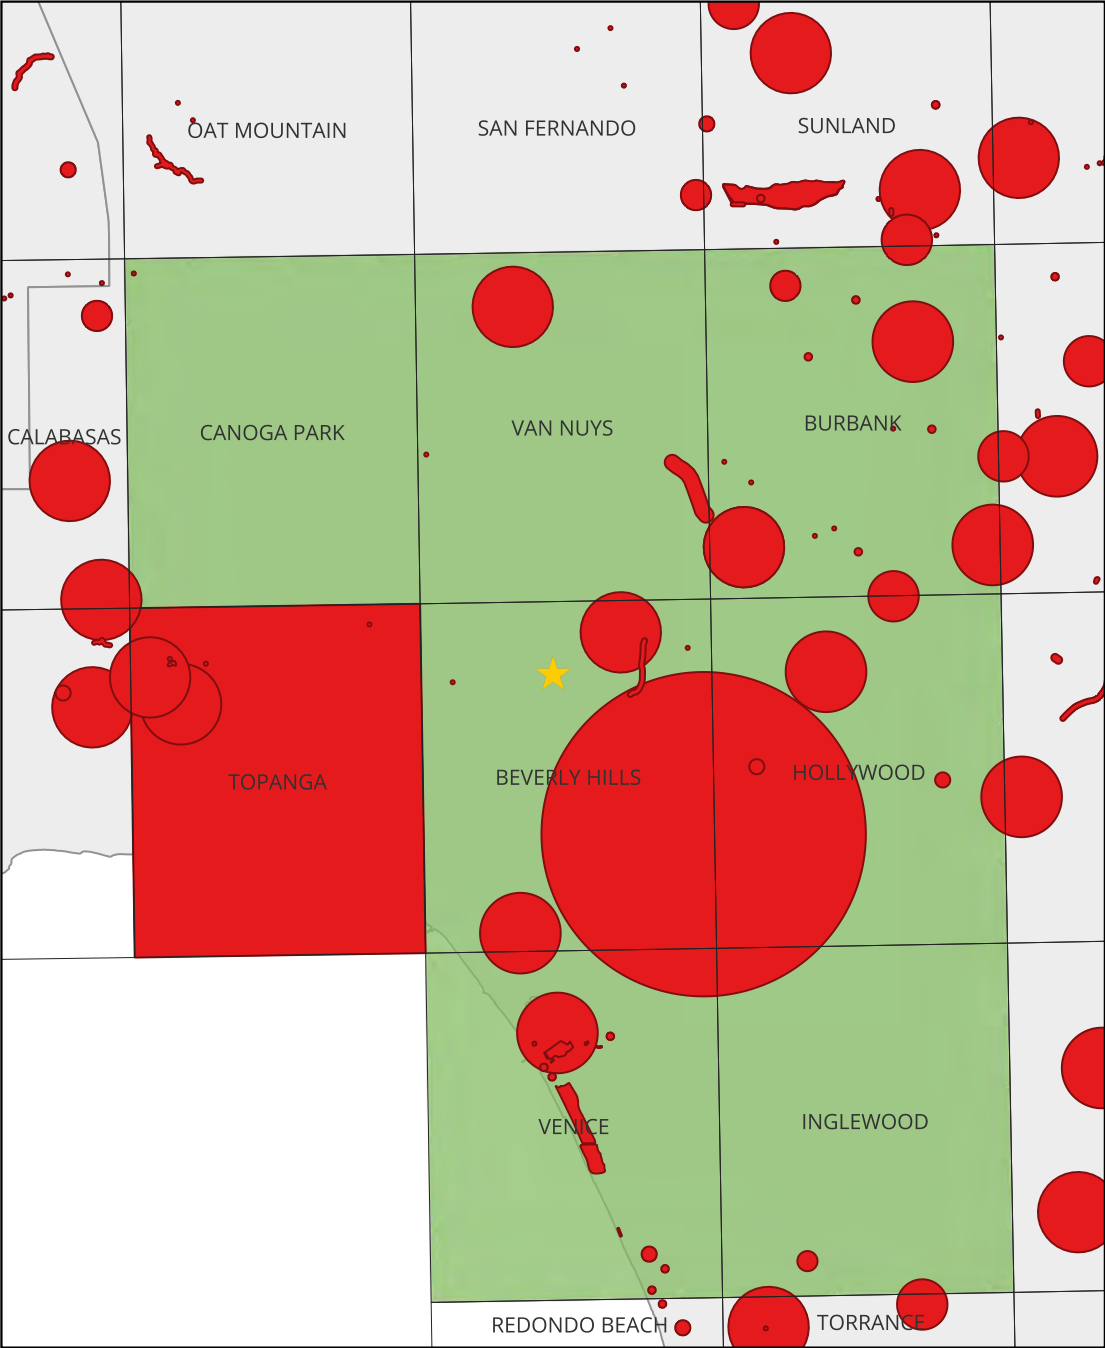 OAT MOUNTAIN
SAN FERNANDO
SUNLAND
CALABASAS
CANOGA PARK
VAN NUYS
BURBANK
TOPANGA
BEVERLY HILLS
HOLLYWOOD
VENICE
INGLEWOOD
REDONDO BEACH
TORRANCE